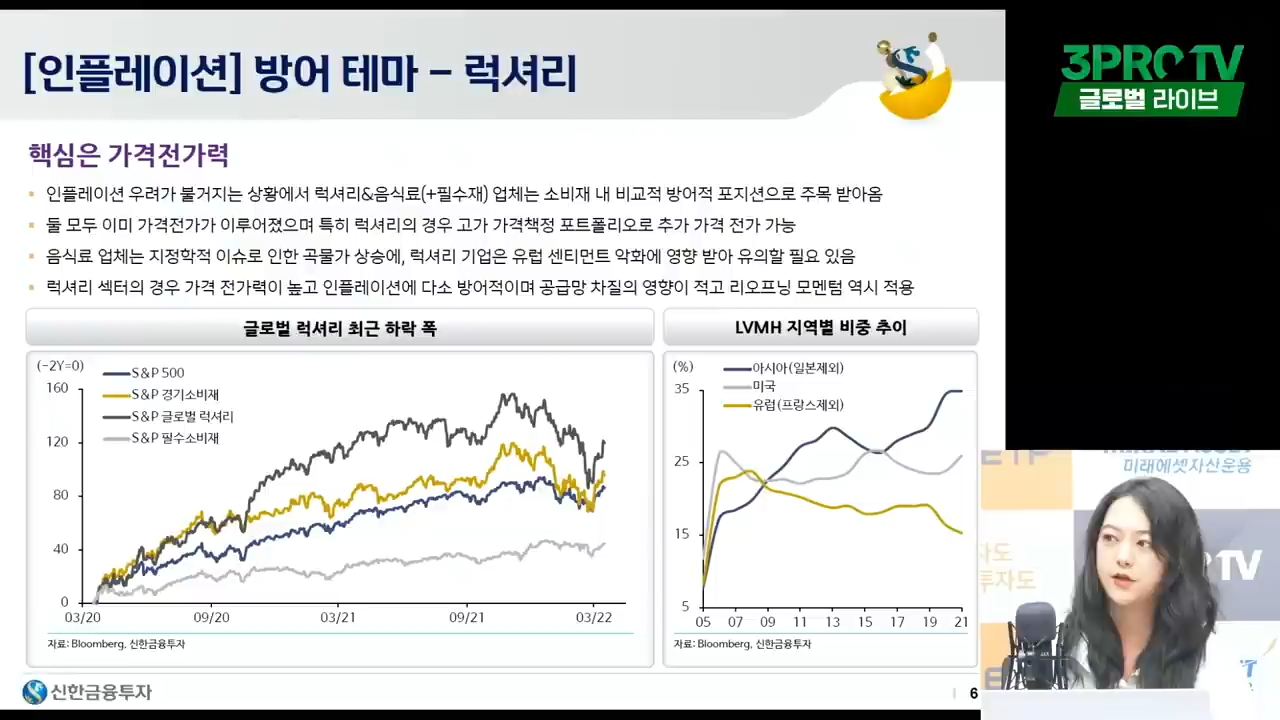 [인플레이션] 방어 테마 – 럭셔리
3PRO TV
글로벌 라이브
핵심은 가격전가력
인플레이션 우려가 불거지는 상황에서 럭셔리&음식료(+필수재) 업체는 소비재 내 비교적 방어적 포지션으로 주목 받아옴
둘 모두 이미 가격전가가 이루어졌으며 특히 럭셔리의 경우 고가 가격책정 포트폴리오로 추가 가격 전가 가능
음식료 업체는 지정학적 이슈로 인한 곡물가 상승에, 럭셔리 기업은 유럽 센티먼트 악화에 영향 받아 유의할 필요 있음
럭셔리 섹터의 경우 가격 전가력이 높고 인플레이션에 다소 방어적이며 공급망 차질의 영향이 적고 리오프닝 모멘텀 역시 적용
글로벌 럭셔리 최근 하락 폭
(-2Y=0)
S&P 500
S&P 경기소비재
S&P 글로벌 럭셔리
S&P 필수소비재
160
120
80
40
0
03/20 09/20 03/21 09/21 03/22
자료: Bloomberg, 신한금융투자
LVMH 지역별 비중 추이
(%)
아시아(일본제외)
미국
유럽(프랑스제외)
35
25
15
5
05 07 09 11 13 15 17 19 21
자료: Bloomberg, 신한금융투자
신한금융투자
6
미래에셋자산운용
자도
투자도
TV